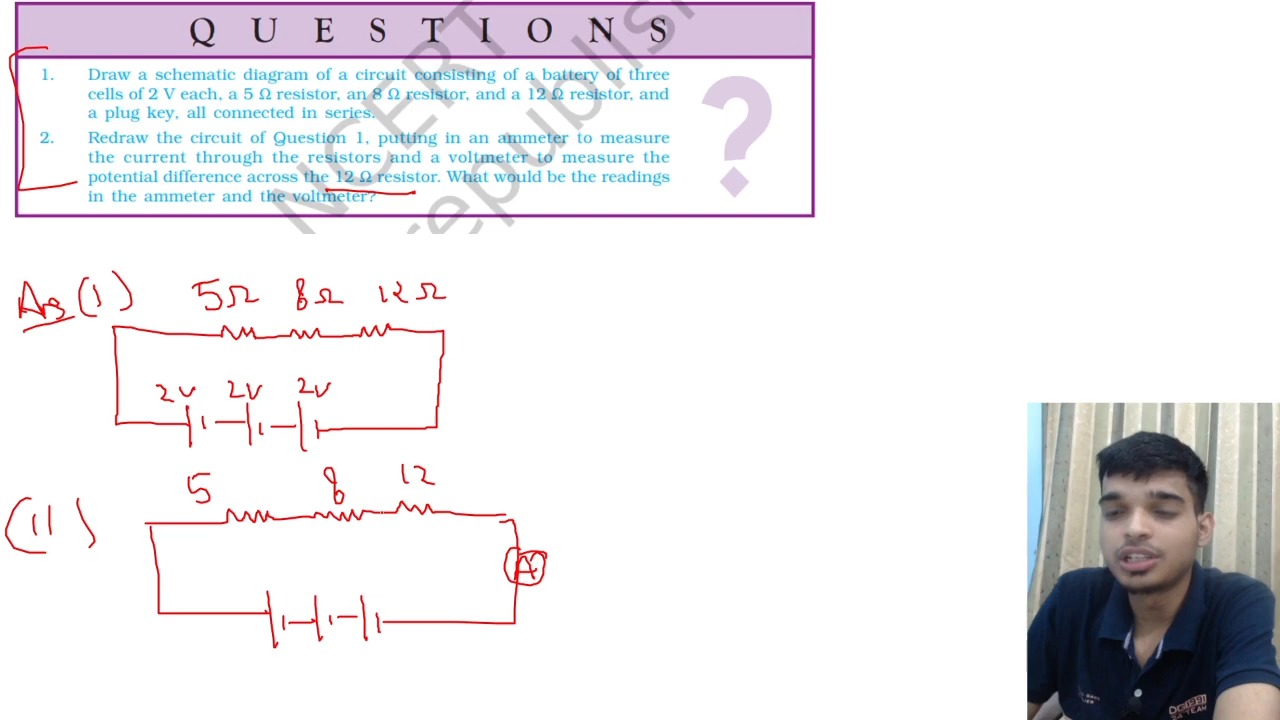 QUESTIONS
1. Draw a schematic diagram of a circuit consisting of a battery of three
cells of 2 V each, a 5 Ω resistor, an 8 Ω resistor, and a 12 Ω resistor, and
a plug key, all connected in series.
2. Redraw the circuit of Question 1, putting in an ammeter to measure
the current through the resistors and a voltmeter to measure the
potential difference across the 12 Ω resistor. What would be the readings
in the ammeter and the voltmeter?
?
NCERT
republish
Ans (1) 5Ω 8Ω 12Ω
2V 2V 2V
(11) 5 8 12
A
TEAM